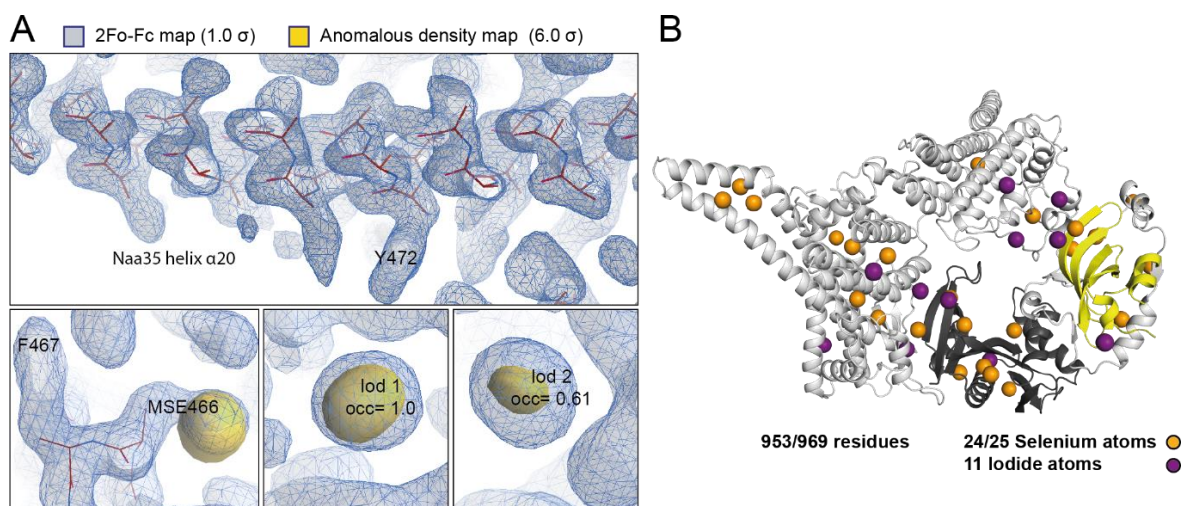 A
2Fo-Fc map (1.0 σ)
Anomalous density map (6.0 σ)
Naa35 helix α20
Y472
F467
MSE466
Iod 1
occ= 1.0
Iod 2
occ= 0.61
B
953/969 residues
24/25 Selenium atoms
11 Iodide atoms